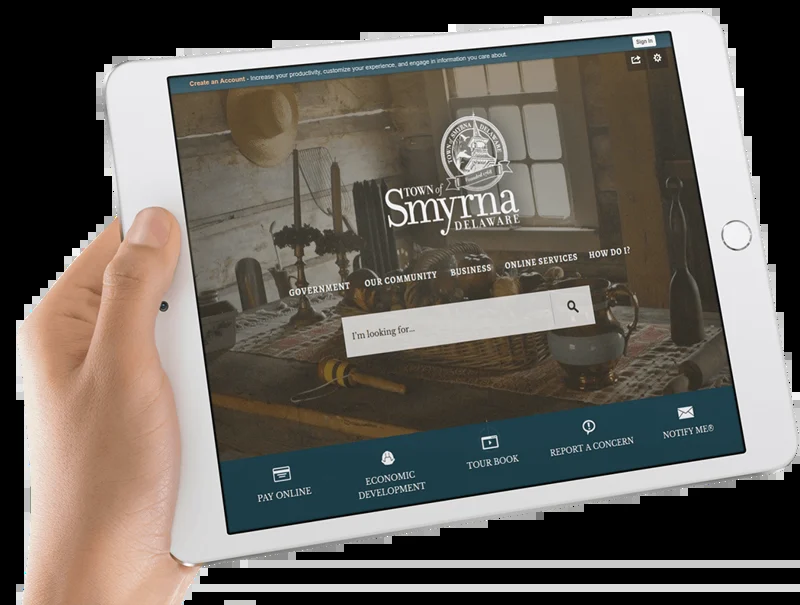 Create an Account - Increase your productivity, customize your experience, and engage in information you care about.
Sign In
TOWN of SMYRNA DELAWARE
Founded 1768
TOWN of
Smyrna
DELAWARE
GOVERNMENT OUR COMMUNITY BUSINESS ONLINE SERVICES HOW DO I?
I'm looking for...
PAY ONLINE
ECONOMIC
DEVELOPMENT
TOUR BOOK
REPORT A CONCERN
NOTIFY ME®